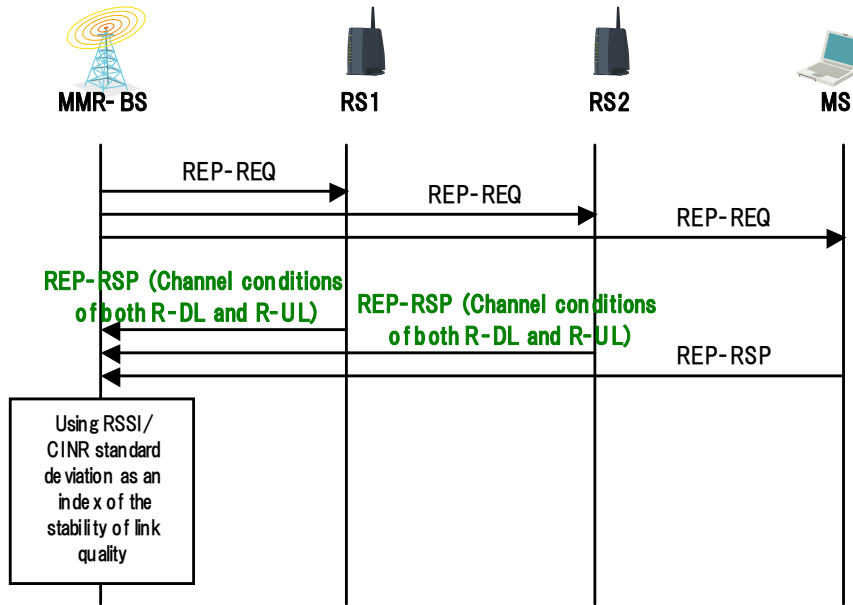 MMR-BS
RS1
RS2
MS
REP-REQ
REP-REQ
REP-REQ
REP-RSP (Channel conditions
of both R-DL and R-UL)
REP-RSP (Channel conditions
of both R-DL and R-UL)
REP-RSP
Using RSSI/
CINR standard
deviation as an
index of the
stability of link
quality